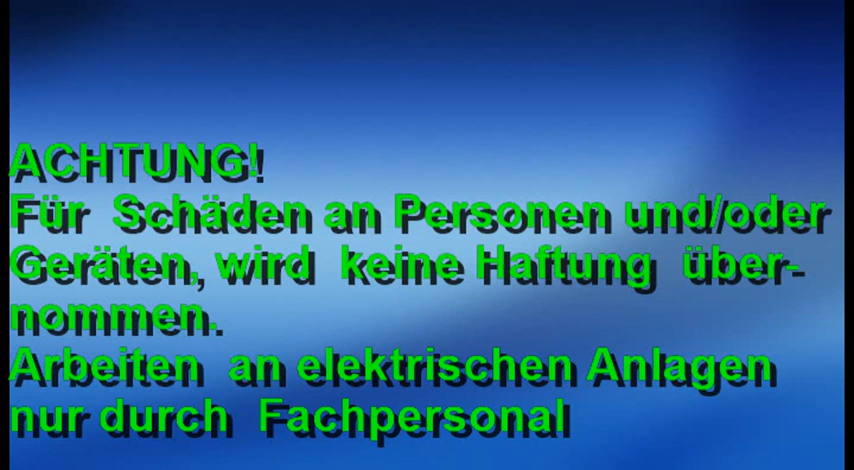 ACHTUNG!
Für Schäden an Personen und/oder
Geräten, wird keine Haftung über-
nommen.
Arbeiten an elektrischen Anlagen
nur durch Fachpersonal